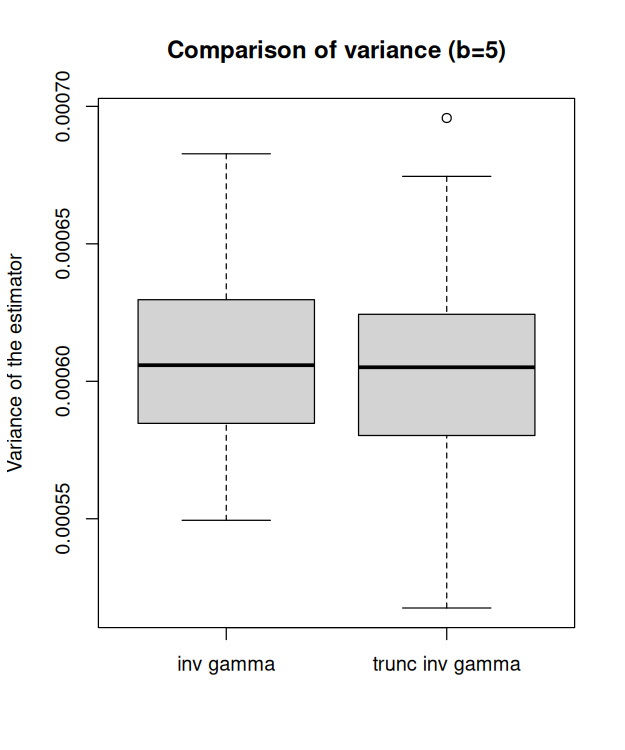 Comparison of variance (b=5)
Variance of the estimator
0.00070
0.00065
0.00060
0.00055
inv gamma
trunc inv gamma